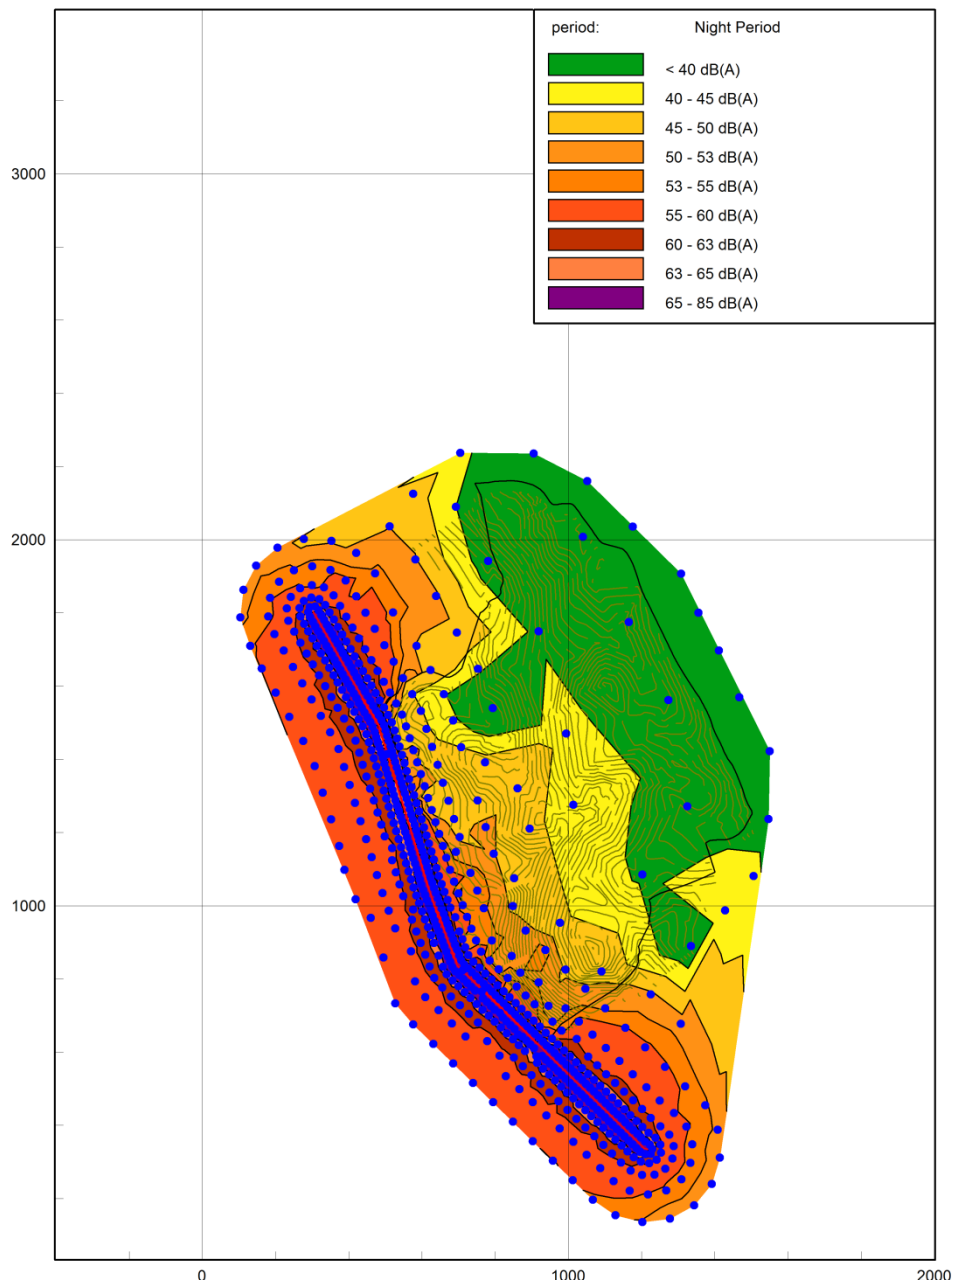 period: Night Period
< 40 dB(A)
40 - 45 dB(A)
45 - 50 dB(A)
50 - 53 dB(A)
53 - 55 dB(A)
55 - 60 dB(A)
60 - 63 dB(A)
63 - 65 dB(A)
65 - 85 dB(A)
3000
2000
1000
0 1000 2000